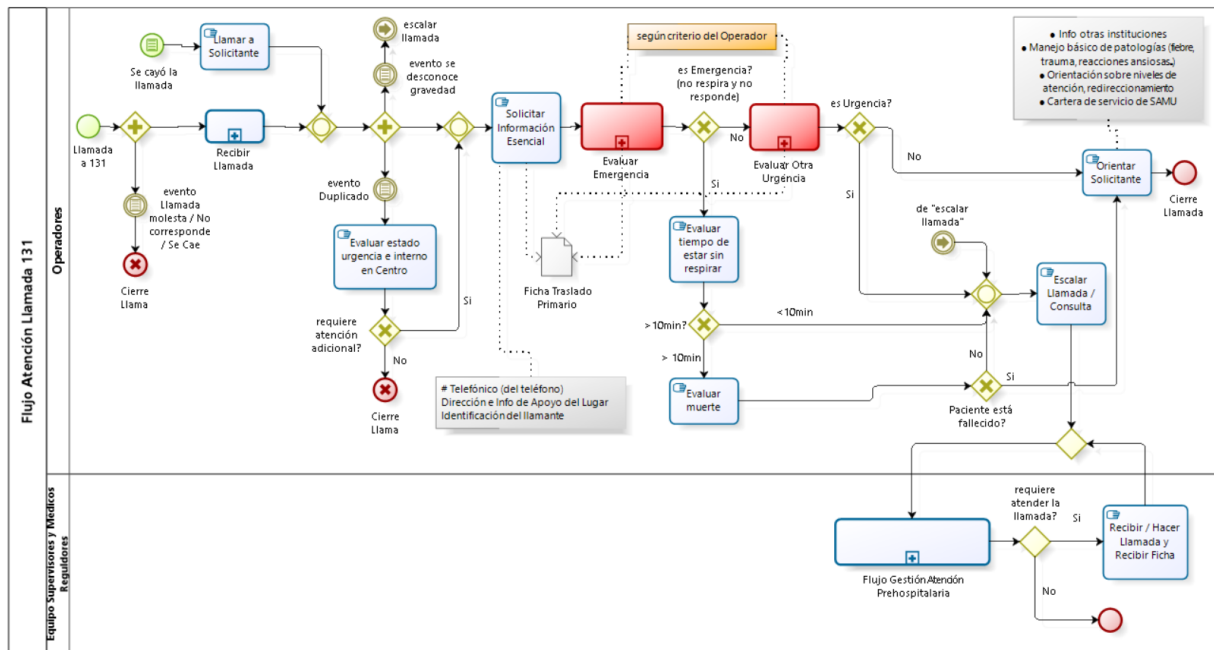 Flujo Atención Llamada 131
Operadores
Equipo Supervisores y Medicos
Reguldores
Se cayó la
llamada
Llamar a
Solicitante
Llamada
a 131
Recibir
Llamada
evento
Llamada
molesta / No
corresponde
/ Se Cae
Cierre
Llama
escalar
llamada
evento se
desconoce
gravedad
evento
Duplicado
Evaluar estado
urgencia e interno
en Centro
requiere
atención
adicional?
Si
No
Cierre
Llama
Solicitar
Información
Esencial
# Telefónico (del teléfono)
Dirección e Info de Apoyo del Lugar
Identificación del llamante
Ficha Traslado
Primario
según criterio del Operador
Evaluar
Emergencia
es Emergencia?
(no respira y no
responde)
No
Si
Evaluar Otra
Urgencia
es Urgencia?
No
Si
Evaluar
tiempo de
estar sin
respirar
>10min?
<10min
> 10min
Evaluar
muerte
Paciente está
fallecido?
No
Si
de "escalar
llamada"
Escalar
Llamada /
Consulta
● Info otras instituciones
● Manejo básico de patologías (fiebre,
trauma, reacciones ansiosas..)
● Orientación sobre niveles de
atención, redireccionamiento
● Cartera de servicio de SAMU
Orientar
Solicitante
Cierre
Llamada
Flujo Gestión Atención
Prehospitalaria
requiere
atender la
llamada?
Si
No
Recibir / Hacer
Llamada y
Recibir Ficha